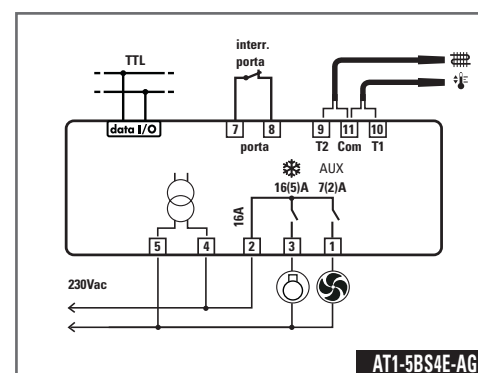 interr.
porta
TTL
data I/O
7 8 9 11 10
porta T2 Com T1
AUX
16(5)A 7(2)A
16A
5 4 2 3 1
230Vac
AT1-5BS4E-AG